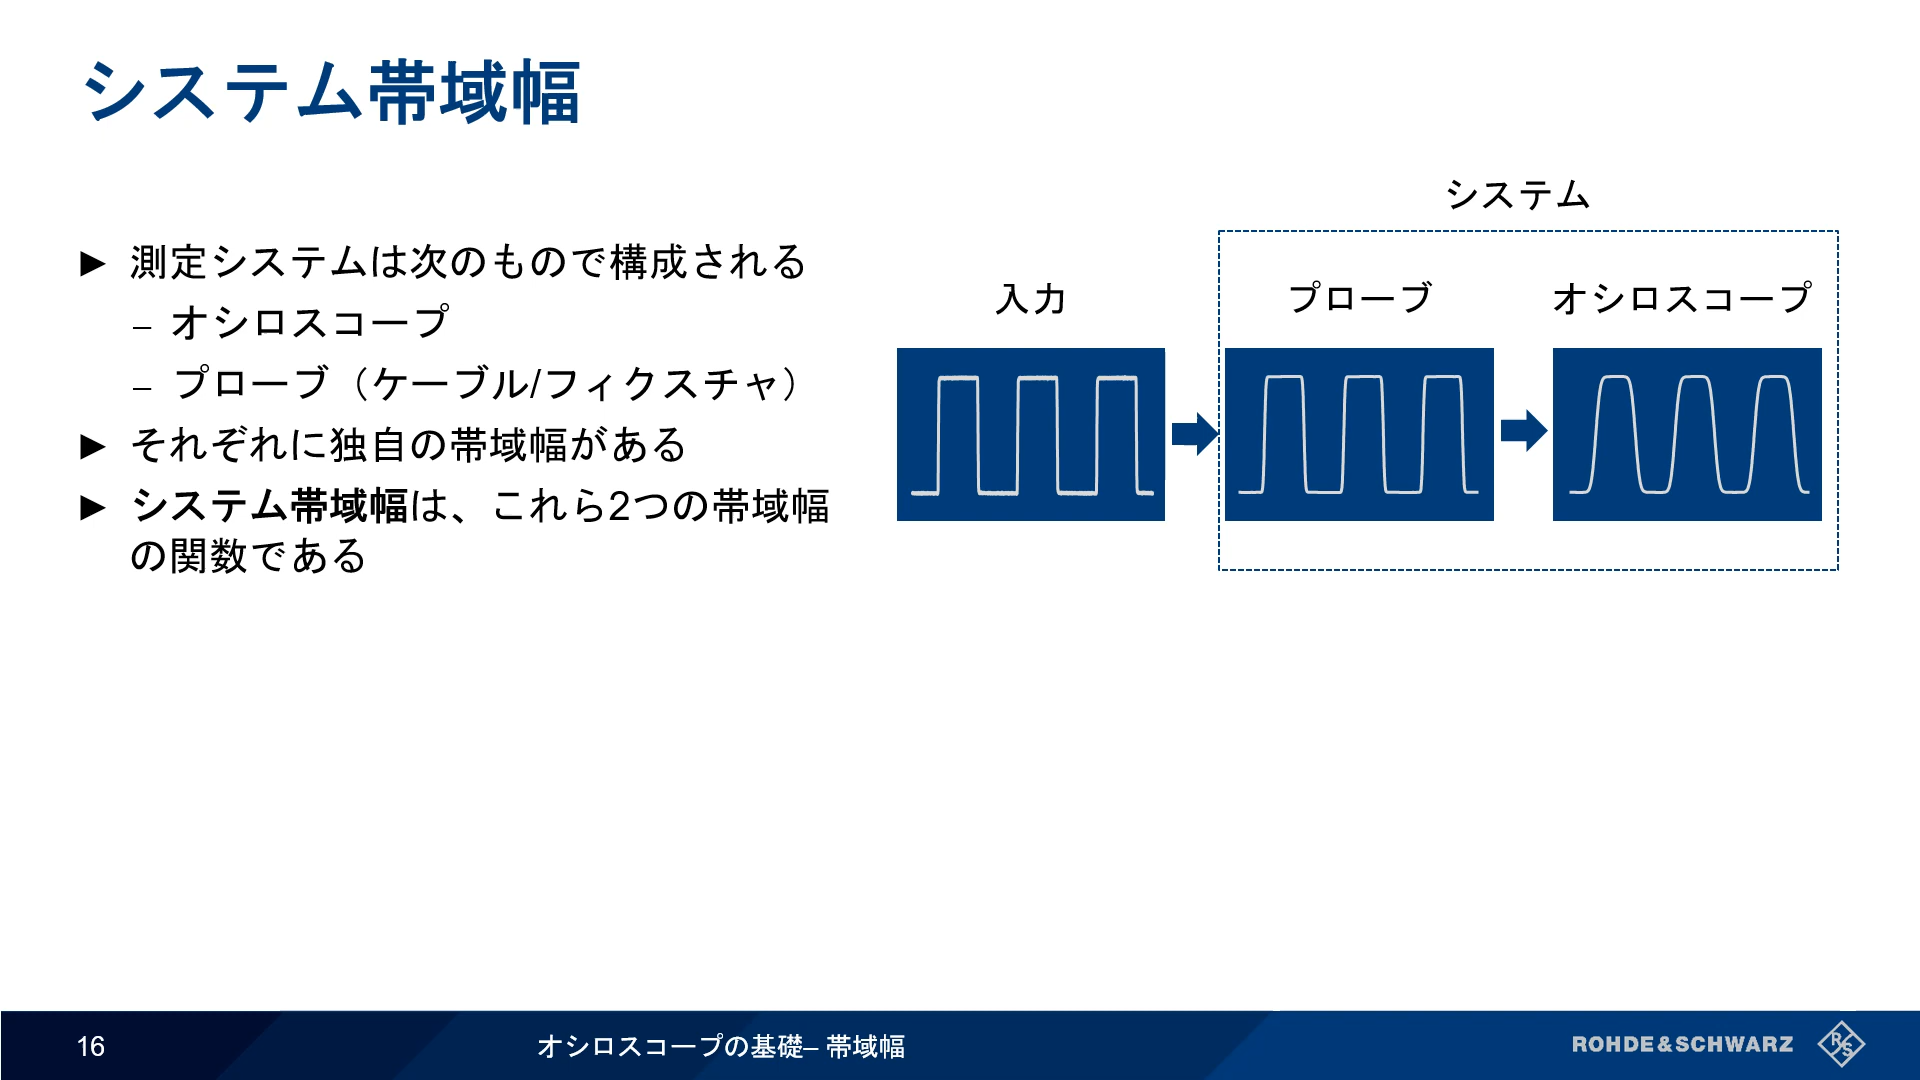 システム帯域幅
► 測定システムは次のもので構成される
– オシロスコープ
– プローブ（ケーブル/フィクスチャ）
► それぞれに独自の帯域幅がある
► システム帯域幅は、これら2つの帯域幅
の関数である
システム
入力
プローブ
オシロスコープ
16
オシロスコープの基礎– 帯域幅
ROHDE&SCHWARZ
R
S